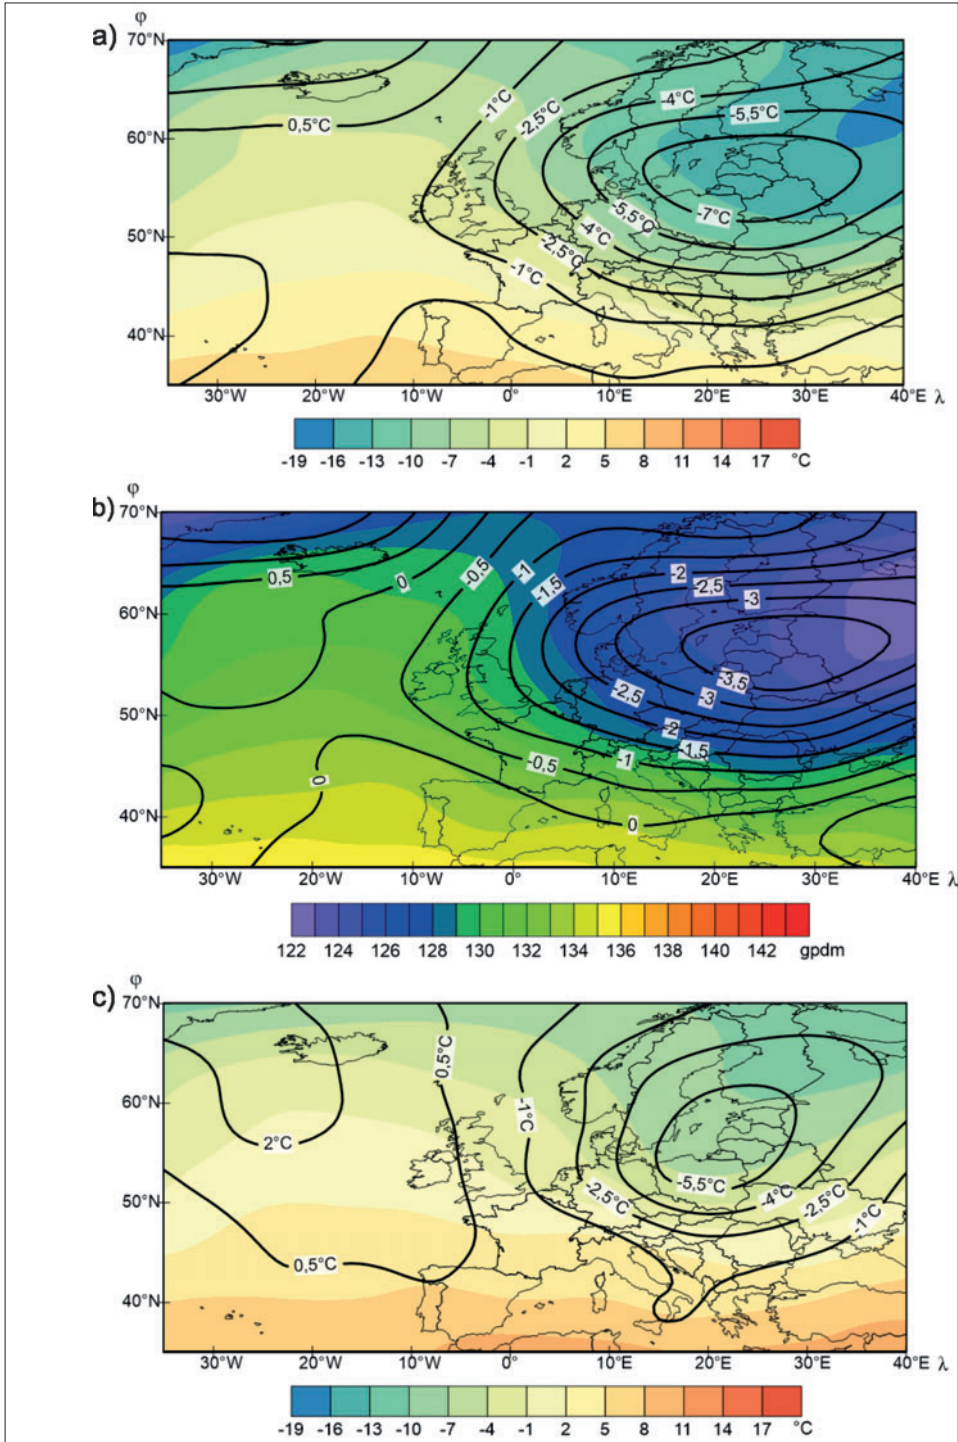 φ
a) 70°N
60°N
50°N
40°N
0,5°C
-1°C
-2,5°C
-4°C
-5,5°C
-7°C
-5,5°C
-4°C
-2,5°C
-1°C
30°W 20°W 10°W 0° 10°E 20°E 30°E 40°E λ
-19 -16 -13 -10 -7 -4 -1 2 5 8 11 14 17 °C
φ
b) 70°N
60°N
50°N
40°N
0,5
0
-0,5
-1
-1,5
-2
-2,5
-3
-3,5
-3
-2,5
-2
-1,5
-1
-0,5
0
0
30°W 20°W 10°W 0° 10°E 20°E 30°E 40°E λ
122 124 126 128 130 132 134 136 138 140 142 gpdm
φ
c) 70°N
60°N
50°N
40°N
0,5°C
2°C
-1°C
0,5°C
-5,5°C
-4°C
-2,5°C
-2,5°C
-1°C
30°W 20°W 10°W 0° 10°E 20°E 30°E 40°E λ
-19 -16 -13 -10 -7 -4 -1 2 5 8 11 14 17 °C